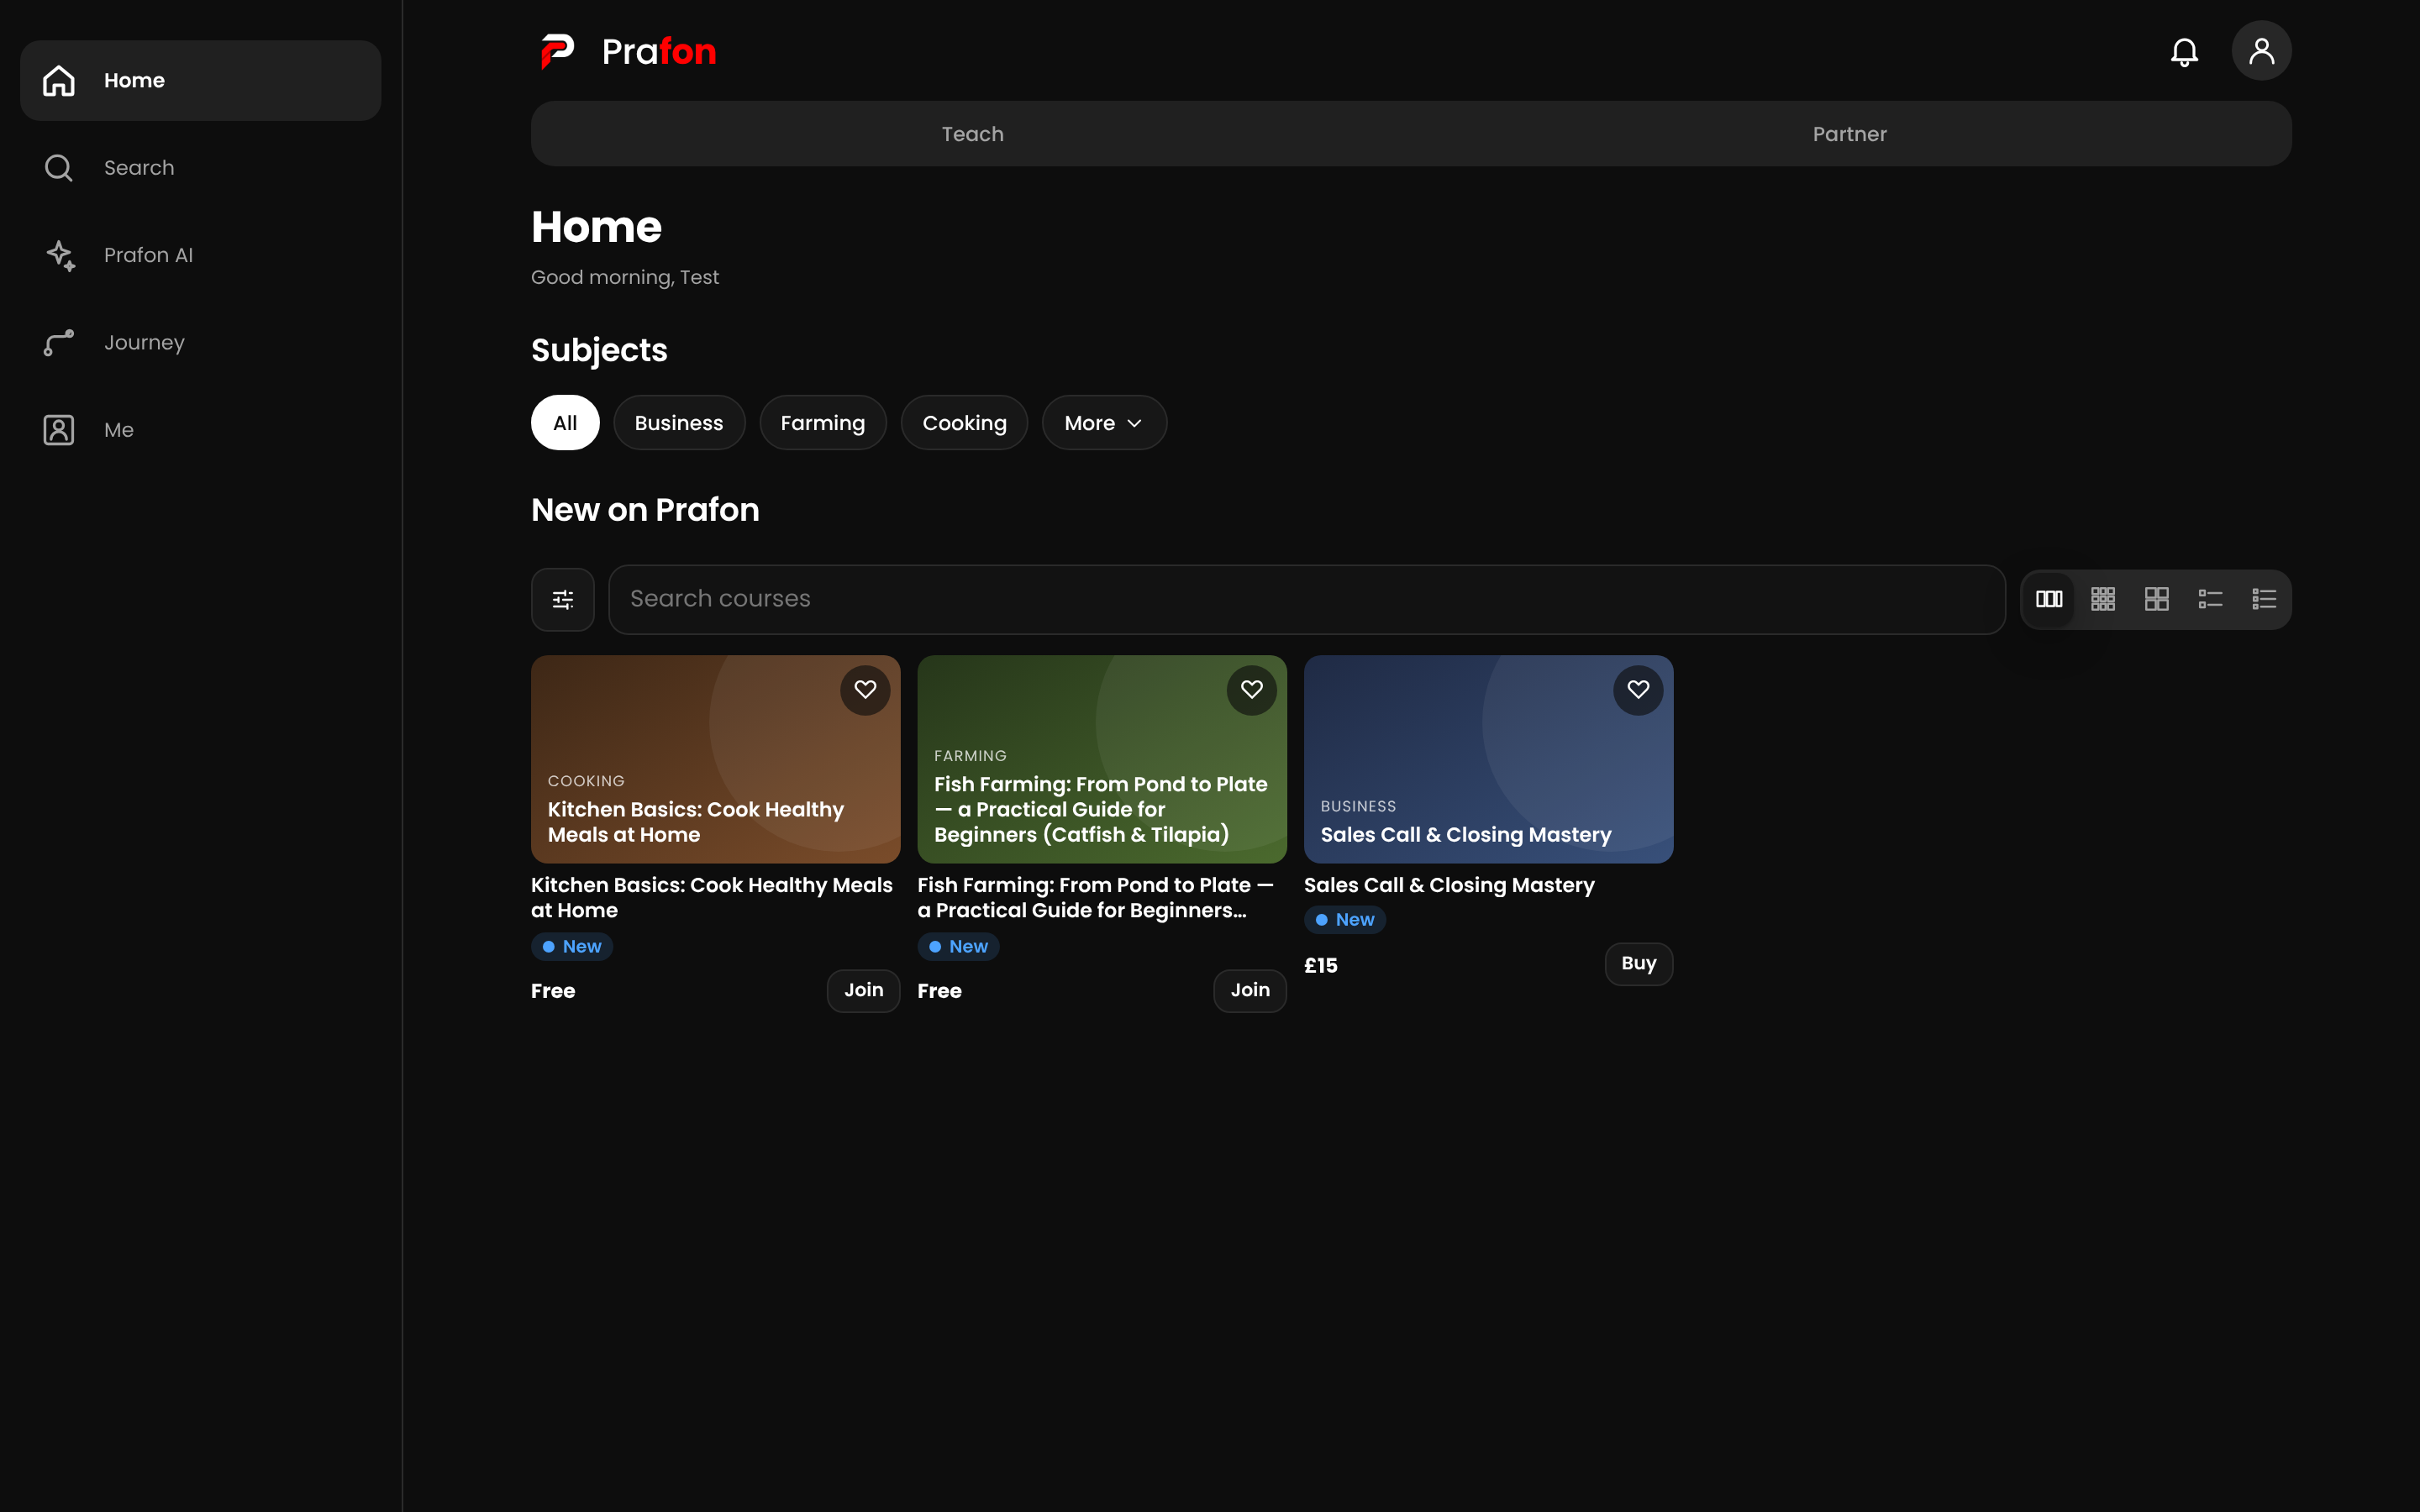 Home
Search
Prafon AI
Journey
Me
Prafon
Teach
Partner
Home
Good morning, Test
Subjects
All
Business
Farming
Cooking
More
New on Prafon
Search courses
COOKING
Kitchen Basics: Cook Healthy
Meals at Home
Kitchen Basics: Cook Healthy Meals
at Home
New
Free
Join
FARMING
Fish Farming: From Pond to Plate
— a Practical Guide for
Beginners (Catfish & Tilapia)
Fish Farming: From Pond to Plate —
a Practical Guide for Beginners...
New
Free
Join
BUSINESS
Sales Call & Closing Mastery
Sales Call & Closing Mastery
New
£15
Buy